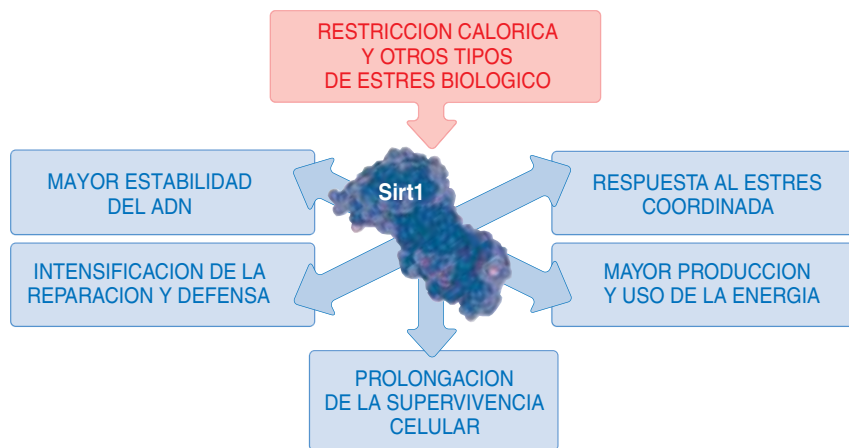 RESTRICCION CALORICA
Y OTROS TIPOS
DE ESTRES BIOLOGICO
Sirt1
MAYOR ESTABILIDAD
DEL ADN
RESPUESTA AL ESTRES
COORDINADA
INTENSIFICACION DE LA
REPARACION Y DEFENSA
MAYOR PRODUCCION
Y USO DE LA ENERGIA
PROLONGACION
DE LA SUPERVIVENCIA
CELULAR